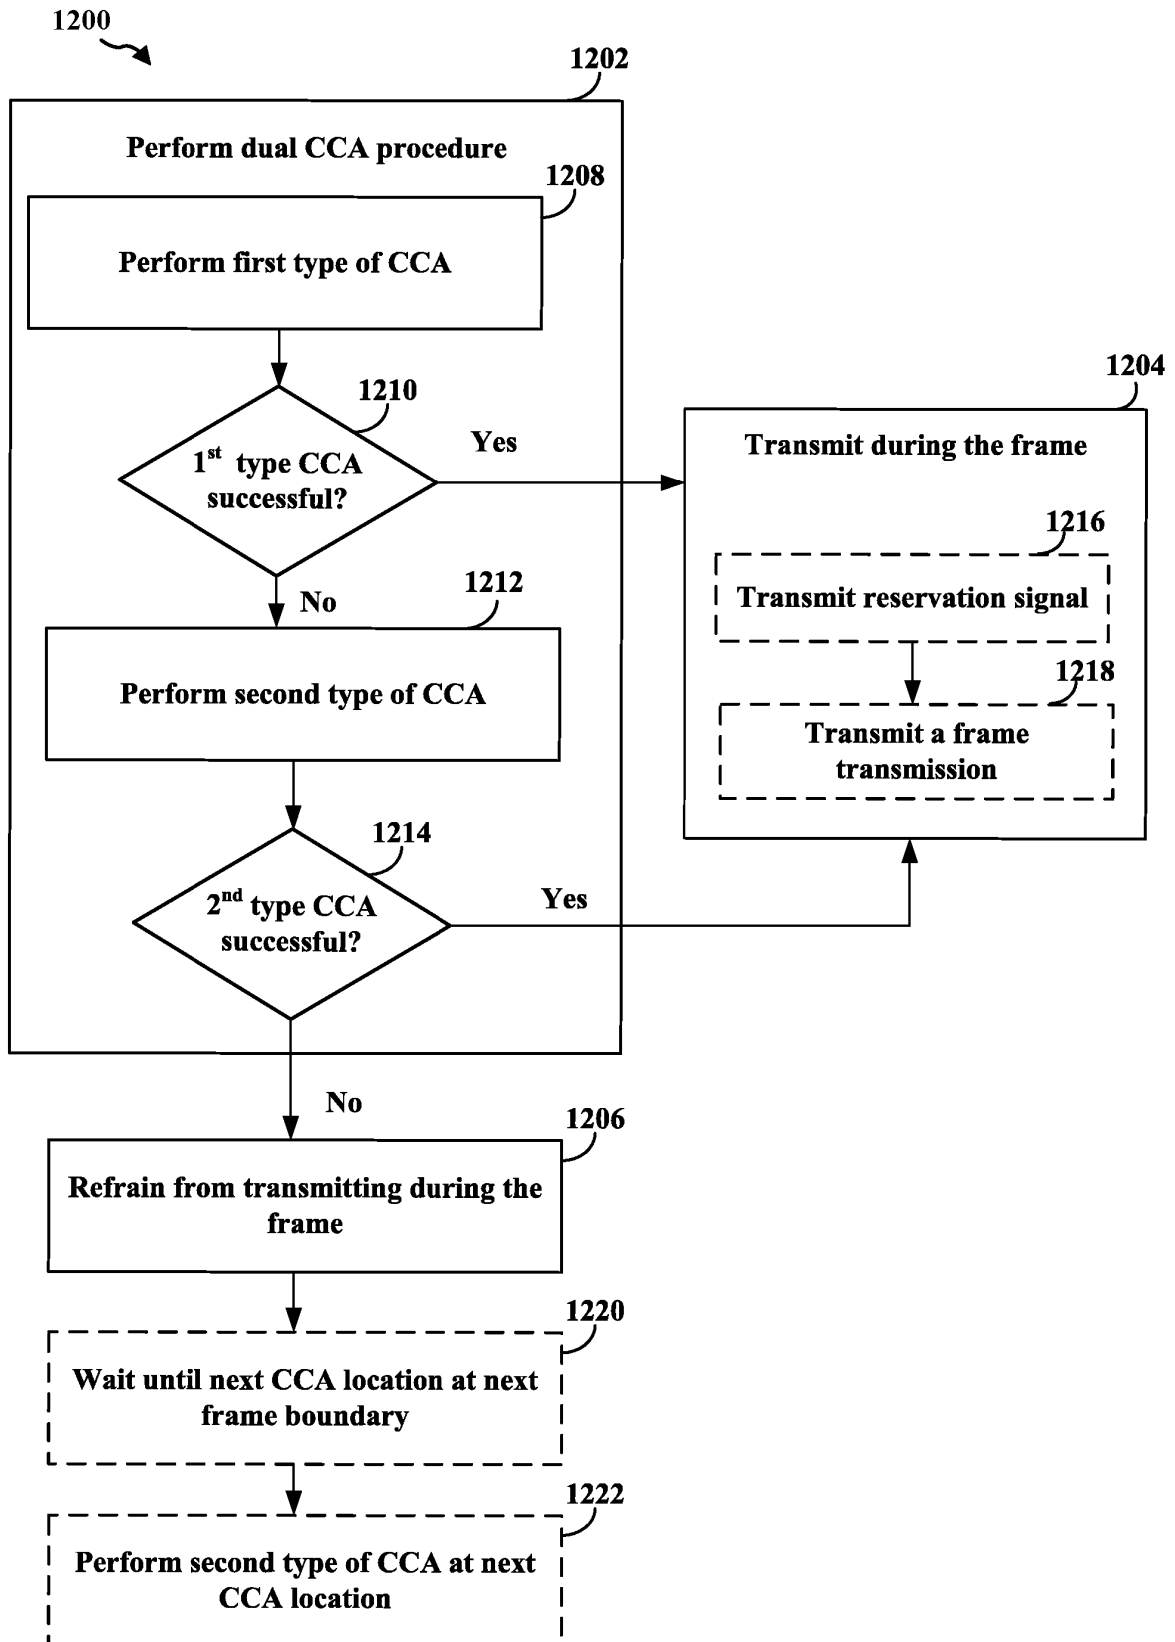 1200
1202
Perform dual CCA procedure
1208
Perform first type of CCA
1210
1st type CCA
successful?
Yes
No
1204
Transmit during the frame
1216
Transmit reservation signal
1218
Transmit a frame
transmission
1212
Perform second type of CCA
1214
2nd type CCA
successful?
Yes
No
1206
Refrain from transmitting during the
frame
1220
Wait until next CCA location at next
frame boundary
1222
Perform second type of CCA at next
CCA location